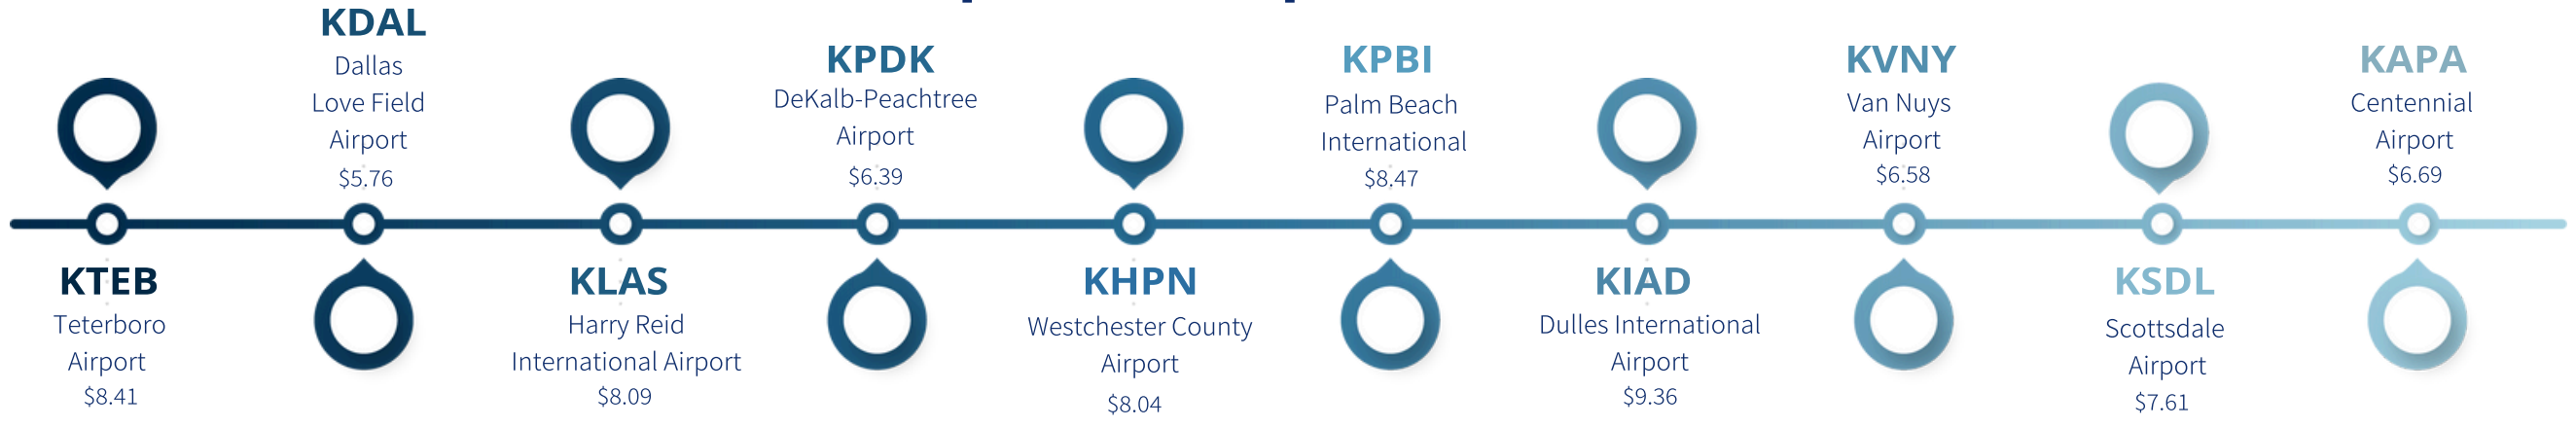 KTEB
Teterboro
Airport
$8.41
KDAL
Dallas
Love Field
Airport
$5.76
KLAS
Harry Reid
International Airport
$8.09
KPDK
DeKalb-Peachtree
Airport
$6.39
KHPN
Westchester County
Airport
$8.04
KPBI
Palm Beach
International
$8.47
KIAD
Dulles International
Airport
$9.36
KVNY
Van Nuys
Airport
$6.58
KSDL
Scottsdale
Airport
$7.61
KAPA
Centennial
Airport
$6.69